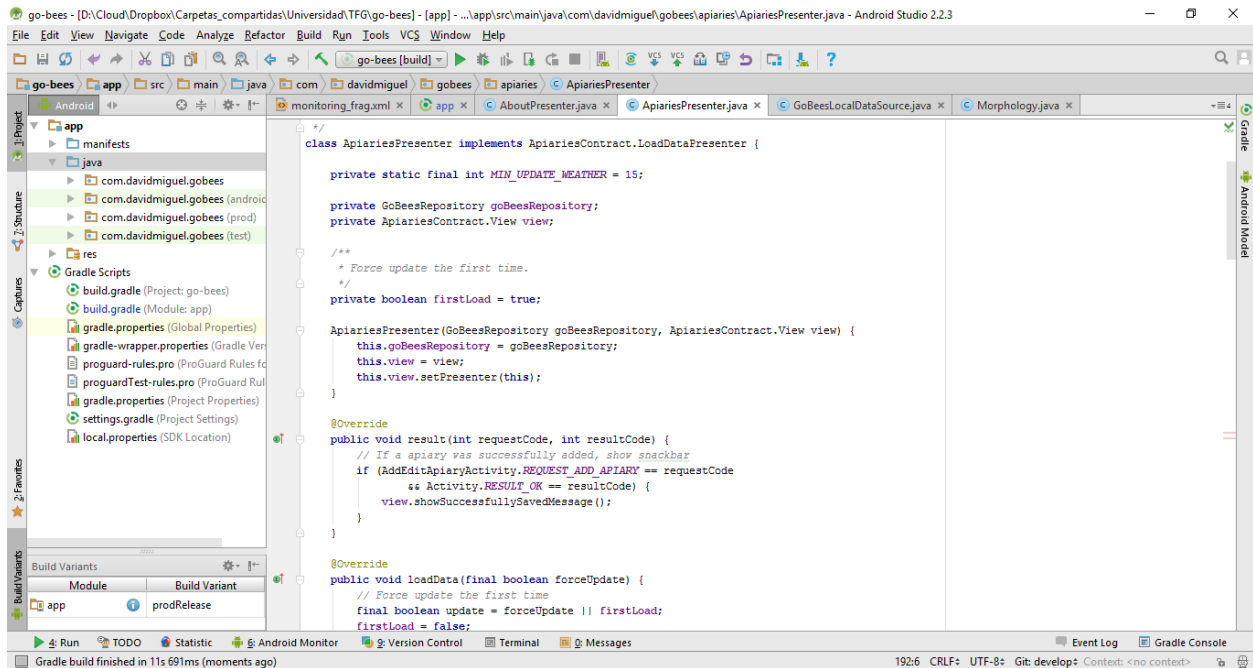 go-bees - [D:\Cloud\Dropbox\Carpetas_compartidas\Universidad\TFG\go-bees] - [app] - ...\app\src\main\java\com\davidmiguel\gobees\apiaries\ApiariesPresenter.java - Android Studio 2.2.3
File Edit View Navigate Code Analyze Refactor Build Run Tools VCS Window Help
go-bees [build]
VCS VCS
go-bees app src main java com davidmiguel gobees apiaries ApiariesPresenter
Android
monitoring_frag.xml app AboutPresenter.java ApiariesPresenter.java GoBeesLocalDataSource.java Morphology.java
4
1: Project
7: Structure
Captures
2: Favorites
Build Variants
app
manifests
java
com.davidmiguel.gobees
com.davidmiguel.gobees (android
com.davidmiguel.gobees (prod)
com.davidmiguel.gobees (test)
res
Gradle Scripts
build.gradle (Project: go-bees)
build.gradle (Module: app)
gradle.properties (Global Properties)
gradle-wrapper.properties (Gradle Ver
proguard-rules.pro (ProGuard Rules fo
proguardTest-rules.pro (ProGuard Rul
gradle.properties (Project Properties)
settings.gradle (Project Settings)
local.properties (SDK Location)
Build Variants
Module Build Variant
app prodRelease
*/
class ApiariesPresenter implements ApiariesContract.LoadDataPresenter {
private static final int MIN_UPDATE_WEATHER = 15;
private GoBeesRepository goBeesRepository;
private ApiariesContract.View view;
/**
* Force update the first time.
*/
private boolean firstLoad = true;
ApiariesPresenter(GoBeesRepository goBeesRepository, ApiariesContract.View view) {
this.goBeesRepository = goBeesRepository;
this.view = view;
this.view.setPresenter(this);
}
@Override
public void result(int requestCode, int resultCode) {
// If a apiary was successfully added, show snackbar
if (AddEditApiaryActivity.REQUEST_ADD_APIARY == requestCode
&& Activity.RESULT_OK == resultCode) {
view.showSuccessfullySavedMessage();
}
}
@Override
public void loadData(final boolean forceUpdate) {
// Force update the first time
final boolean update = forceUpdate || firstLoad;
firstLoad = false;
Gradle
Android Model
4: Run TODO Statistic 6: Android Monitor 9: Version Control Terminal 0: Messages Event Log Gradle Console
Gradle build finished in 11s 691ms (moments ago) 192:6 CRLF UTF-8 Git: develop Context: <no context>